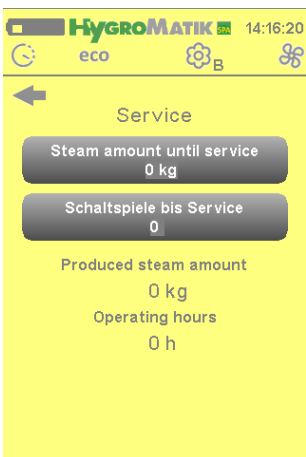 HYGROMATIK SPA 14:16:20
eco B
Service
Steam amount until service
0 kg
Schaltspiele bis Service
0
Produced steam amount
0 kg
Operating hours
0 h